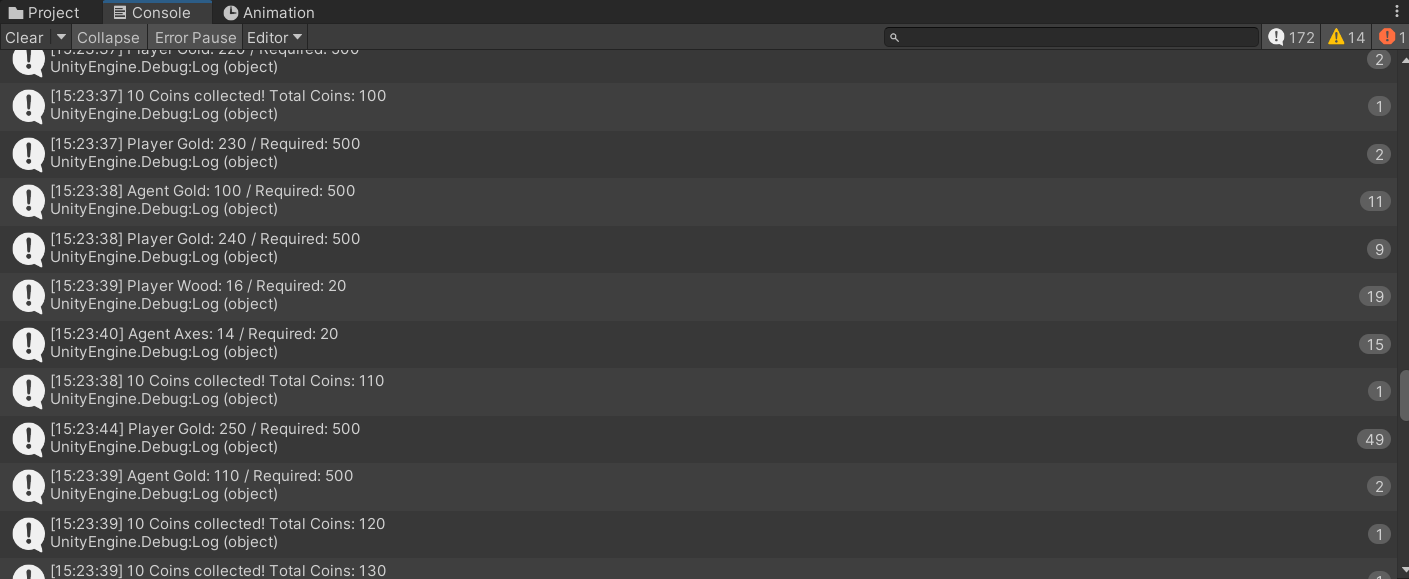 Project
Console
Animation
Clear
Collapse
Error Pause
Editor
172
14
1
[15:23:37] Player Gold: 220 / Required: 500
UnityEngine.Debug:Log (object)
2
[15:23:37] 10 Coins collected! Total Coins: 100
UnityEngine.Debug:Log (object)
1
[15:23:37] Player Gold: 230 / Required: 500
UnityEngine.Debug:Log (object)
2
[15:23:38] Agent Gold: 100 / Required: 500
UnityEngine.Debug:Log (object)
11
[15:23:38] Player Gold: 240 / Required: 500
UnityEngine.Debug:Log (object)
9
[15:23:39] Player Wood: 16 / Required: 20
UnityEngine.Debug:Log (object)
19
[15:23:40] Agent Axes: 14 / Required: 20
UnityEngine.Debug:Log (object)
15
[15:23:38] 10 Coins collected! Total Coins: 110
UnityEngine.Debug:Log (object)
1
[15:23:44] Player Gold: 250 / Required: 500
UnityEngine.Debug:Log (object)
49
[15:23:39] Agent Gold: 110 / Required: 500
UnityEngine.Debug:Log (object)
2
[15:23:39] 10 Coins collected! Total Coins: 120
UnityEngine.Debug:Log (object)
1
[15:23:39] 10 Coins collected! Total Coins: 130